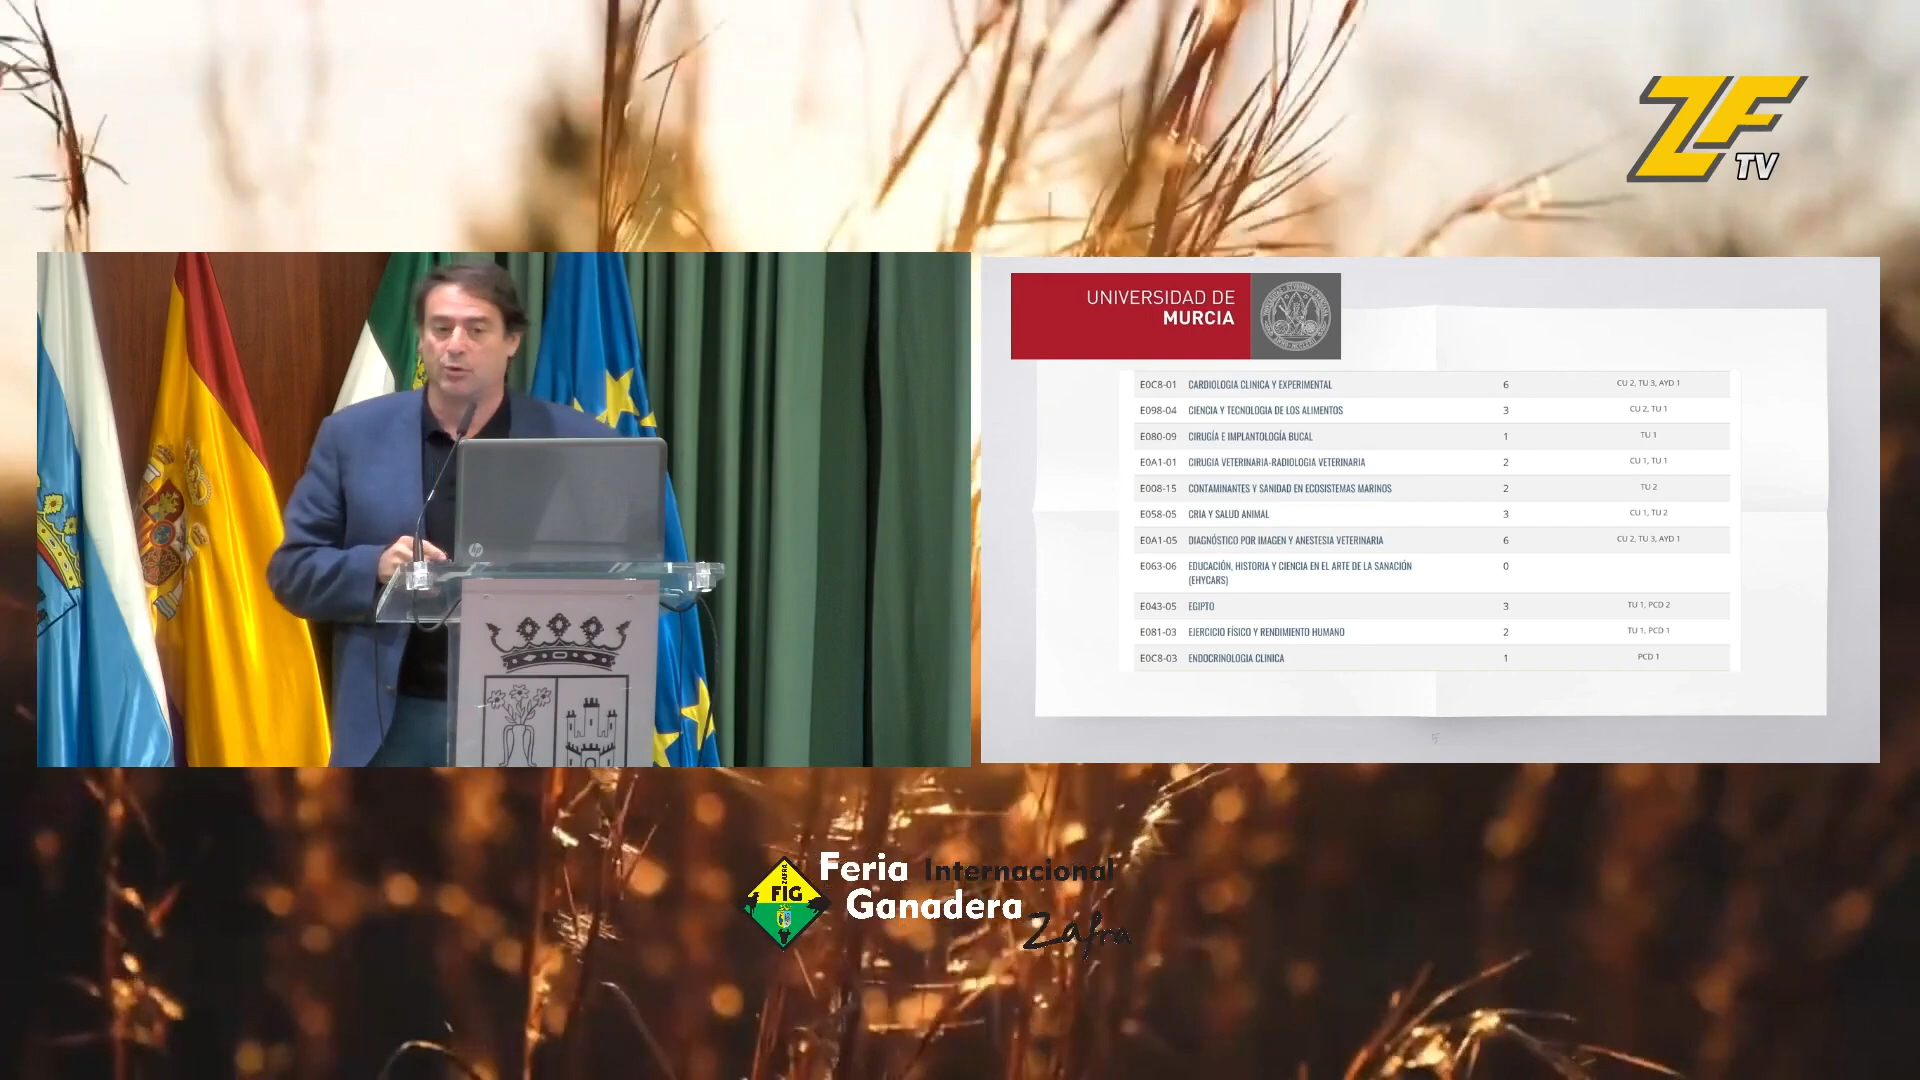 ZF
TV
UNIVERSIDAD DE
MURCIA
E0C8-01 CARDIOLOGIA CLINICA Y EXPERIMENTAL 6 CU 2, TU 3, AYD 1
E098-04 CIENCIA Y TECNOLOGIA DE LOS ALIMENTOS 3 CU 2, TU 1
E080-09 CIRUGÍA E IMPLANTOLOGÍA BUCAL 1 TU 1
E0A1-01 CIRUGIA VETERINARIA-RADIOLOGIA VETERINARIA 2 CU 1, TU 1
E008-15 CONTAMINANTES Y SANIDAD EN ECOSISTEMAS MARINOS 2 TU 2
E058-05 CRIA Y SALUD ANIMAL 3 CU 1, TU 2
E0A1-05 DIAGNÓSTICO POR IMAGEN Y ANESTESIA VETERINARIA 6 CU 2, TU 3, AYD 1
E063-06 EDUCACIÓN, HISTORIA Y CIENCIA EN EL ARTE DE LA SANACIÓN 0
(EHYCARS)
E043-05 EGIPTO 3 TU 1, PCD 2
E081-03 EJERCICIO FÍSICO Y RENDIMIENTO HUMANO 2 TU 1, PCD 1
E0C8-03 ENDOCRINOLOGIA CLINICA 1 PCD 1
hp
ZAFRA
FIG
Feria Internacional
Ganadera
Zafra